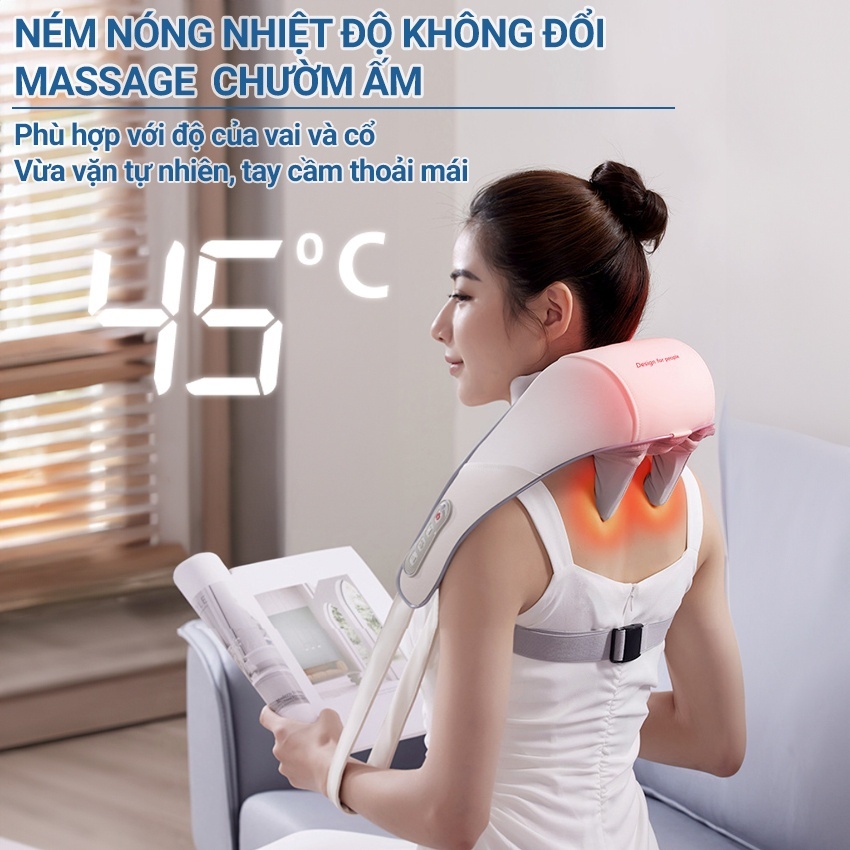 NÉM NÓNG NHIỆT ĐỘ KHÔNG ĐỔI
MASSAGE CHƯỜM ẤM
Phù hợp với độ của vai và cổ
Vừa vặn tự nhiên, tay cầm thoải mái
45°C
Design for people